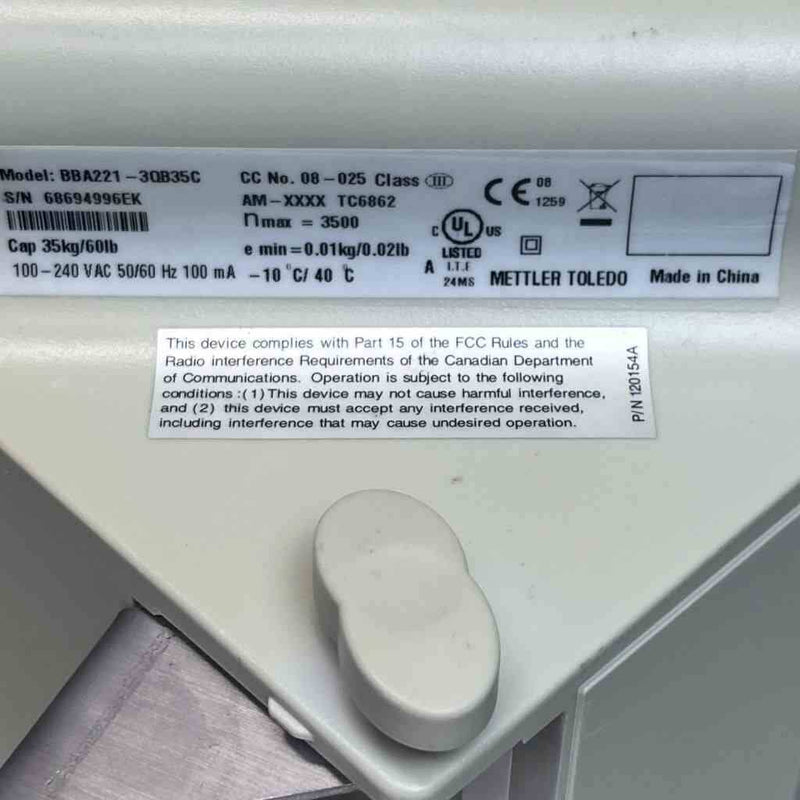 Model: BBA221-3QB35C
S/N 68694996EK
Cap 35kg/60lb
100-240 VAC 50/60 Hz 100 mA
CC No. 08-025 Class III
AM-XXXX TC6862
nmax = 3500
e min=0.01kg/0.02lb
-10 °C/ 40 °C
CE 08
1259
C UL US
LISTED
A I.T.E
24MS
METTLER TOLEDO
Made in China
This device complies with Part 15 of the FCC Rules and the
Radio interference Requirements of the Canadian Department
of Communications. Operation is subject to the following
conditions :(1)This device may not cause harmful interference,
and (2) this device must accept any interference received,
including interference that may cause undesired operation.
P/N 120154A